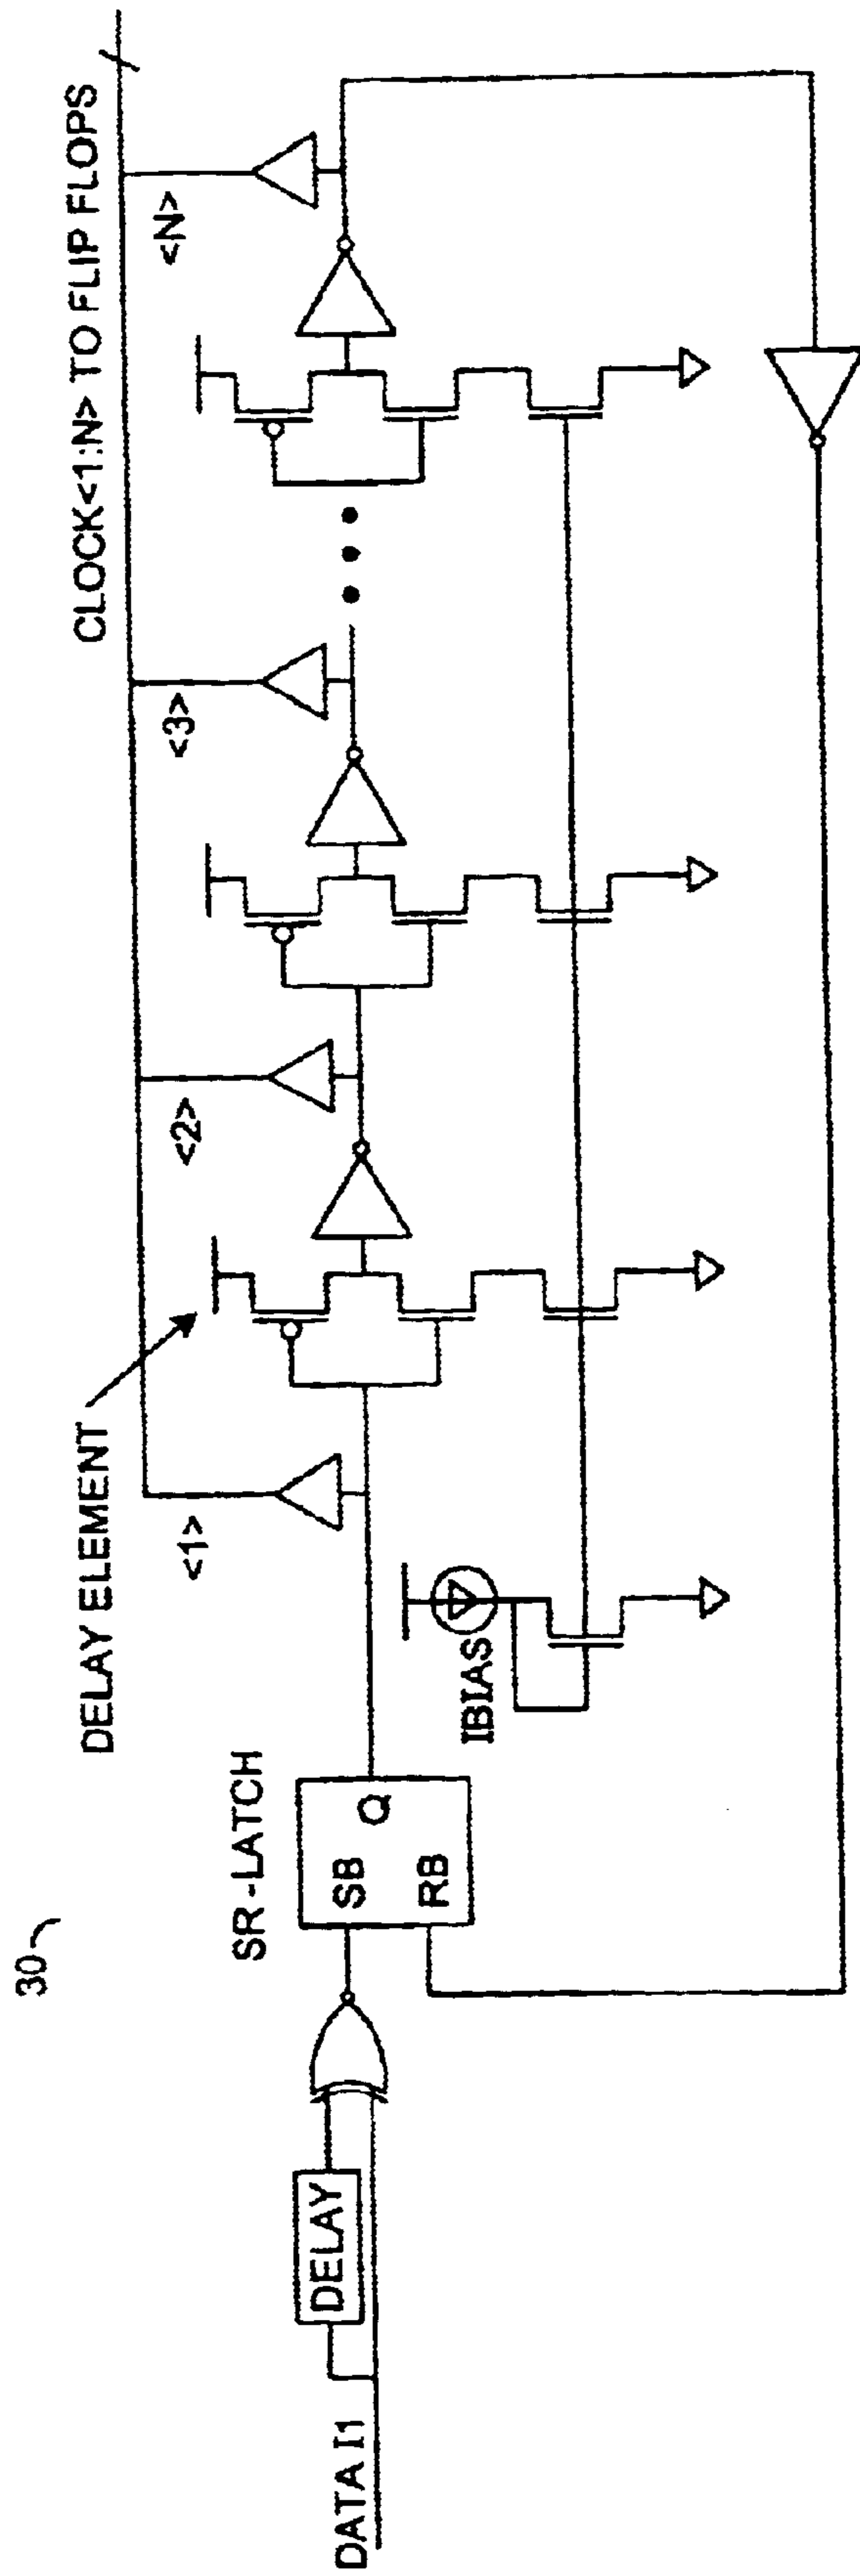 30
CLOCK<1:N> TO FLIP FLOPS
DELAY ELEMENT
<1>
<2>
<3>
<N>
SR-LATCH
SB
Q
RB
IBIAS
DELAY
DATA I1